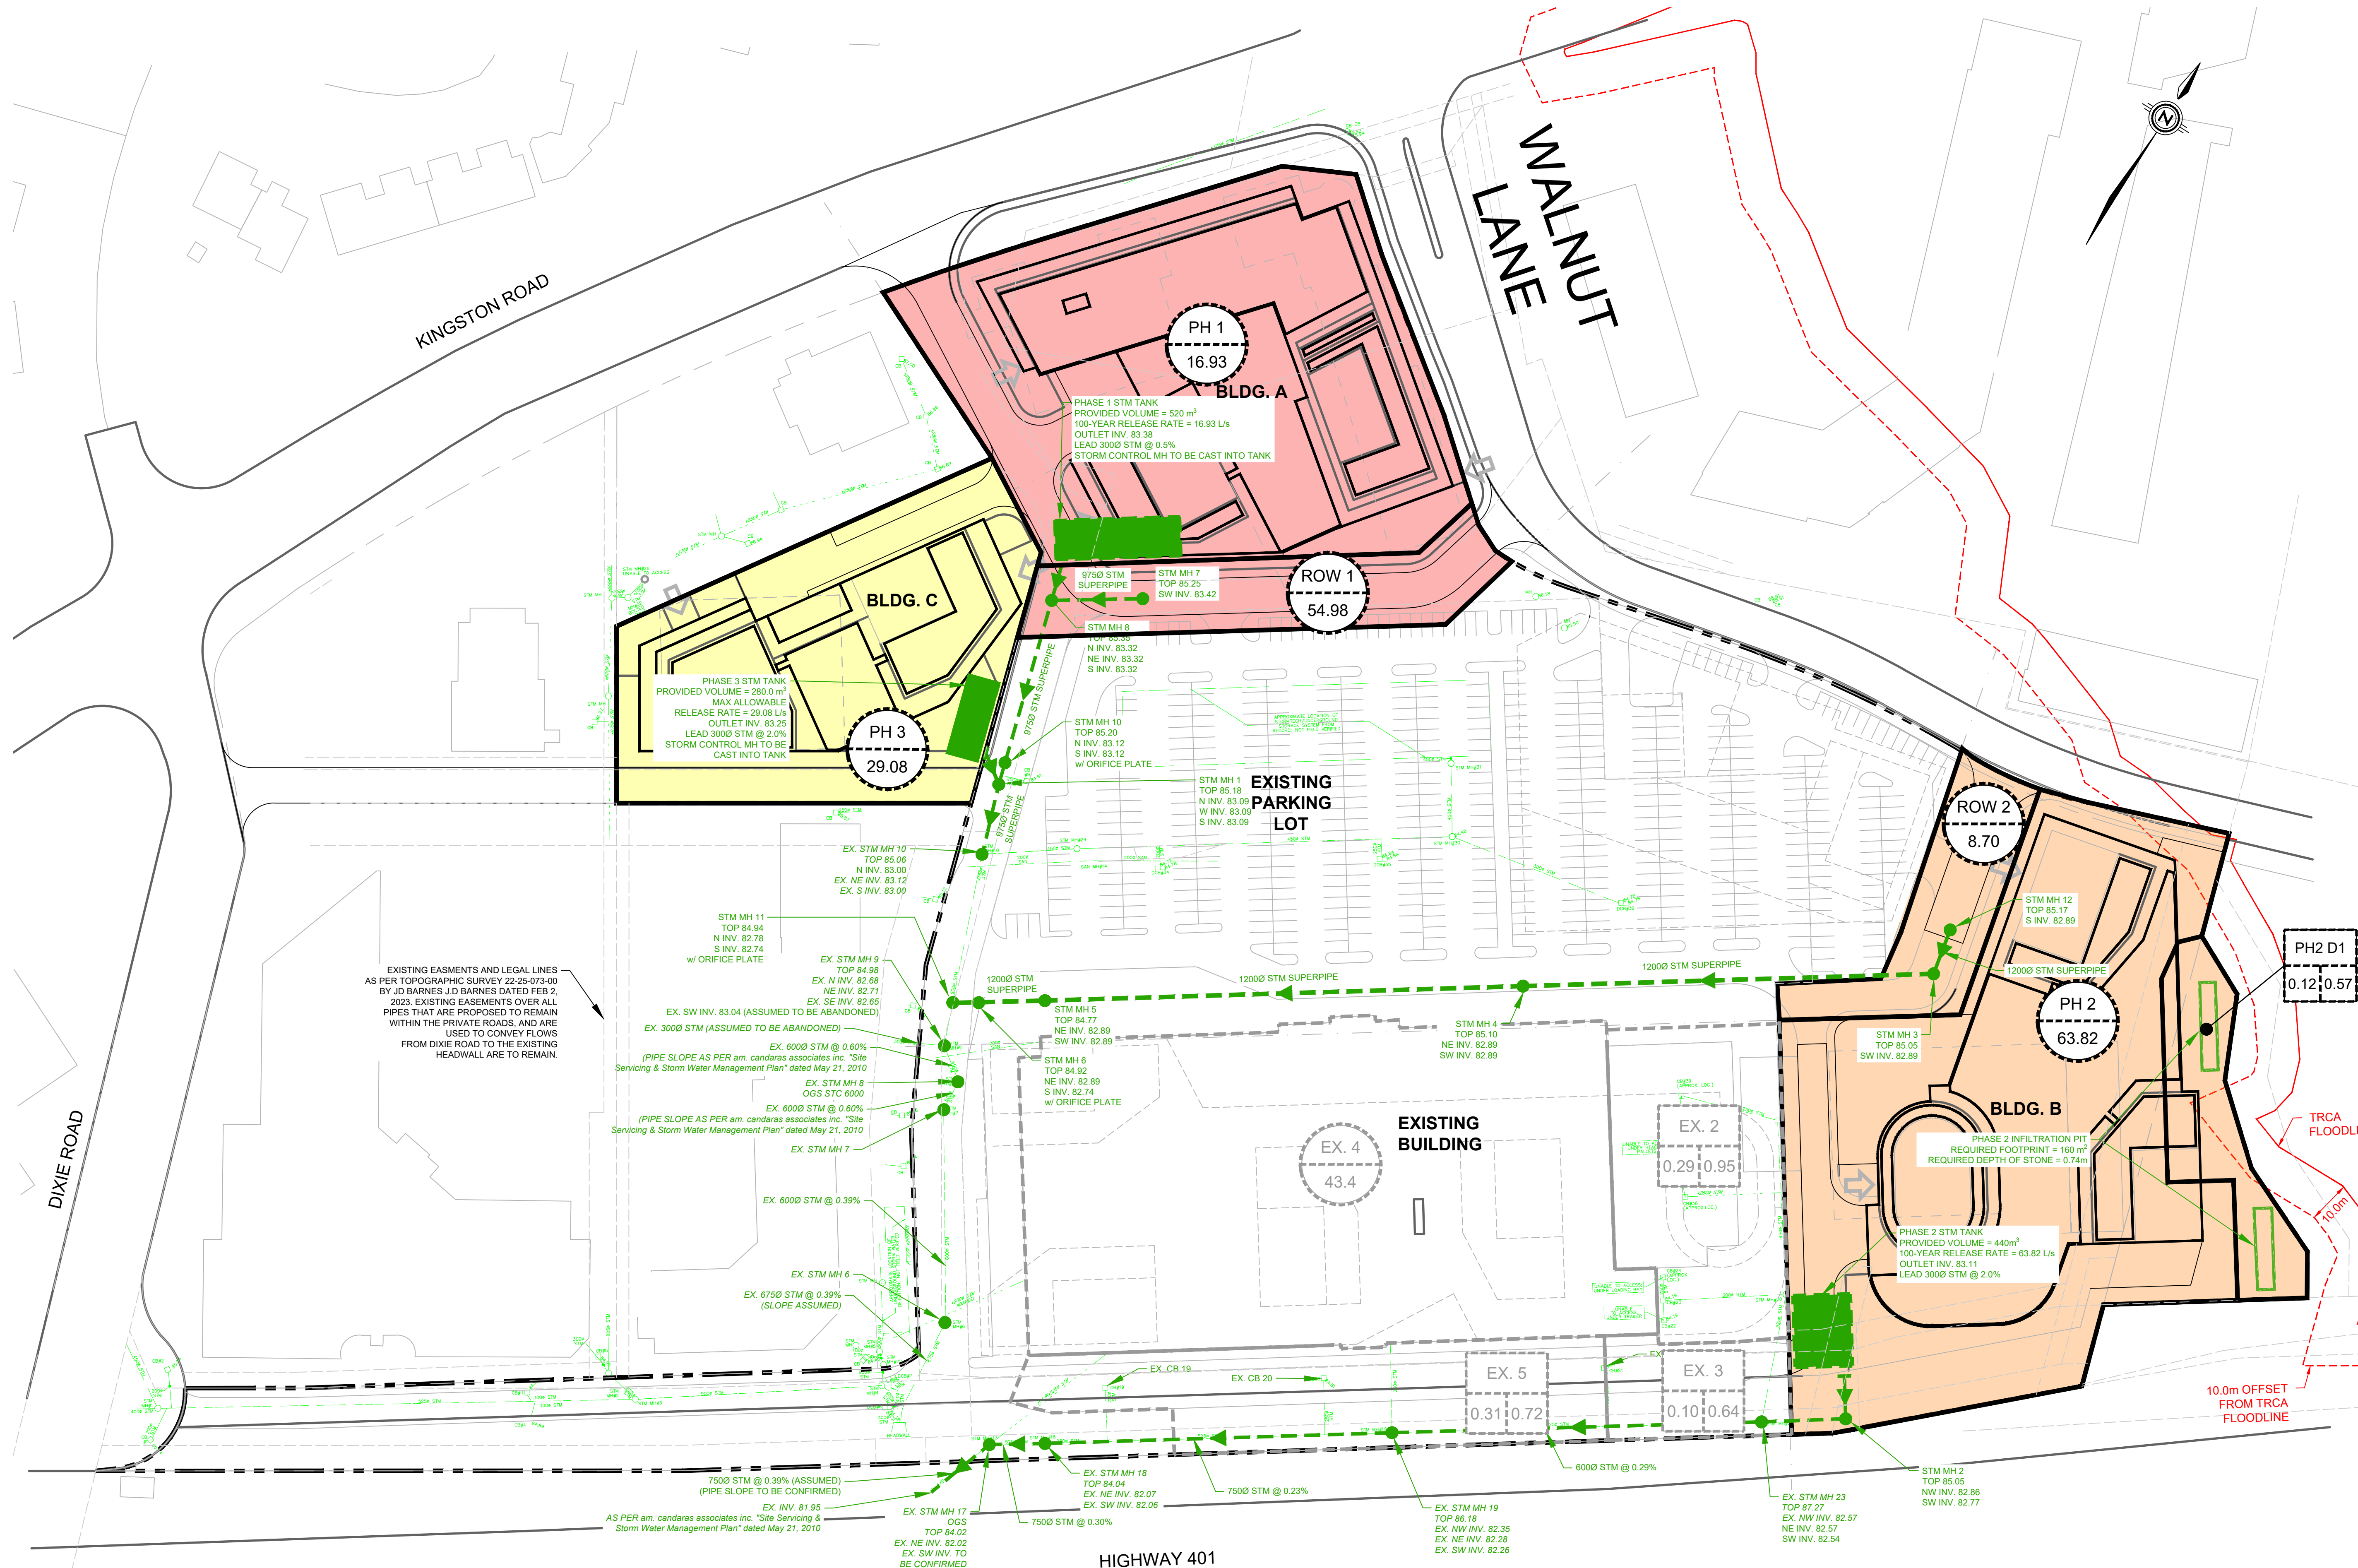 KINGSTON ROAD
WALNUT
LANE
N
PH 1
16.93
BLDG. A
PHASE 1 STM TANK
PROVIDED VOLUME = 520 m³
100-YEAR RELEASE RATE = 16.93 L/s
OUTLET INV. 83.38
LEAD 300Ø STM @ 0.5%
STORM CONTROL MH TO BE CAST INTO TANK
BLDG. C
975Ø STM
SUPERPIPE
STM MH 7
TOP 85.25
SW INV. 83.42
ROW 1
54.98
STM MH 8
TOP 85.35
N INV. 83.32
NE INV. 83.32
S INV. 83.32
975Ø STM SUPERPIPE
PHASE 3 STM TANK
PROVIDED VOLUME = 280.0 m³
MAX ALLOWABLE
RELEASE RATE = 29.08 L/s
OUTLET INV. 83.25
LEAD 300Ø STM @ 2.0%
STORM CONTROL MH TO BE
CAST INTO TANK
PH 3
29.08
STM MH 10
TOP 85.20
N INV. 83.12
S INV. 83.12
w/ ORIFICE PLATE
STM MH 1
TOP 85.18
N INV. 83.09
W INV. 83.09
S INV. 83.09
EXISTING
PARKING
LOT
975Ø STM
SUPERPIPE
APPROXIMATE LOCATION OF
STORMTECH/UNDERGROUND
STORAGE SYSTEM FROM
RECORD, NOT FIELD VERIFIED
EX. STM MH 10
TOP 85.06
N INV. 83.00
EX. NE INV. 83.12
EX. S INV. 83.00
ROW 2
8.70
STM MH 12
TOP 85.17
S INV. 82.89
STM MH 11
TOP 84.94
N INV. 82.78
S INV. 82.74
w/ ORIFICE PLATE
PH2 D1
0.12 0.57
EXISTING EASMENTS AND LEGAL LINES
AS PER TOPOGRAPHIC SURVEY 22-25-073-00
BY JD BARNES J.D BARNES DATED FEB 2,
2023. EXISTING EASEMENTS OVER ALL
PIPES THAT ARE PROPOSED TO REMAIN
WITHIN THE PRIVATE ROADS, AND ARE
USED TO CONVEY FLOWS
FROM DIXIE ROAD TO THE EXISTING
HEADWALL ARE TO REMAIN.
EX. STM MH 9
TOP 84.98
EX. N INV. 82.68
NE INV. 82.71
EX. SE INV. 82.65
EX. SW INV. 83.04 (ASSUMED TO BE ABANDONED)
1200Ø STM
SUPERPIPE
1200Ø STM SUPERPIPE
1200Ø STM SUPERPIPE
1200Ø STM SUPERPIPE
STM MH 5
TOP 84.77
NE INV. 82.89
SW INV. 82.89
STM MH 4
TOP 85.10
NE INV. 82.89
SW INV. 82.89
STM MH 3
TOP 85.05
SW INV. 82.89
PH 2
63.82
EX. 300Ø STM (ASSUMED TO BE ABANDONED)
EX. 600Ø STM @ 0.60%
(PIPE SLOPE AS PER am. candaras associates inc. "Site
Servicing & Storm Water Management Plan" dated May 21, 2010
STM MH 6
TOP 84.92
NE INV. 82.89
S INV. 82.74
w/ ORIFICE PLATE
EX. STM MH 8
OGS STC 6000
EX. 600Ø STM @ 0.60%
(PIPE SLOPE AS PER am. candaras associates inc. "Site
Servicing & Storm Water Management Plan" dated May 21, 2010
EX. STM MH 7
EXISTING
BUILDING
EX. 4
43.4
EX. 2
0.29 0.95
BLDG. B
TRCA
PHASE 2 INFILTRATION PIT
REQUIRED FOOTPRINT = 160 m²
REQUIRED DEPTH OF STONE = 0.74m
DIXIE ROAD
EX. 600Ø STM @ 0.39%
10.0m
PHASE 2 STM TANK
PROVIDED VOLUME = 440m³
100-YEAR RELEASE RATE = 63.82 L/s
OUTLET INV. 83.11
LEAD 300Ø STM @ 2.0%
EX. STM MH 6
EX. 675Ø STM @ 0.39%
(SLOPE ASSUMED)
EX. CB 19
EX. CB 20
EX
EX. 5
0.31 0.72
EX. 3
0.10 0.64
10.0m OFFSET
FROM TRCA
FLOODLINE
HEADWALL
750Ø STM @ 0.39% (ASSUMED)
(PIPE SLOPE TO BE CONFIRMED)
EX. INV. 81.95
AS PER am. candaras associates inc. "Site Servicing &
Storm Water Management Plan" dated May 21, 2010
EX. STM MH 17
OGS
TOP 84.02
EX. NE INV. 82.02
EX. SW INV. TO
BE CONFIRMED
750Ø STM @ 0.30%
EX. STM MH 18
TOP 84.04
EX. NE INV. 82.07
EX. SW INV. 82.06
750Ø STM @ 0.23%
EX. STM MH 19
TOP 86.18
EX. NW INV. 82.35
EX. NE INV. 82.28
EX. SW INV. 82.26
600Ø STM @ 0.29%
EX. STM MH 23
TOP 87.27
EX. NW INV. 82.57
NE INV. 82.57
SW INV. 82.54
STM MH 2
TOP 85.05
NW INV. 82.86
SW INV. 82.77
HIGHWAY 401